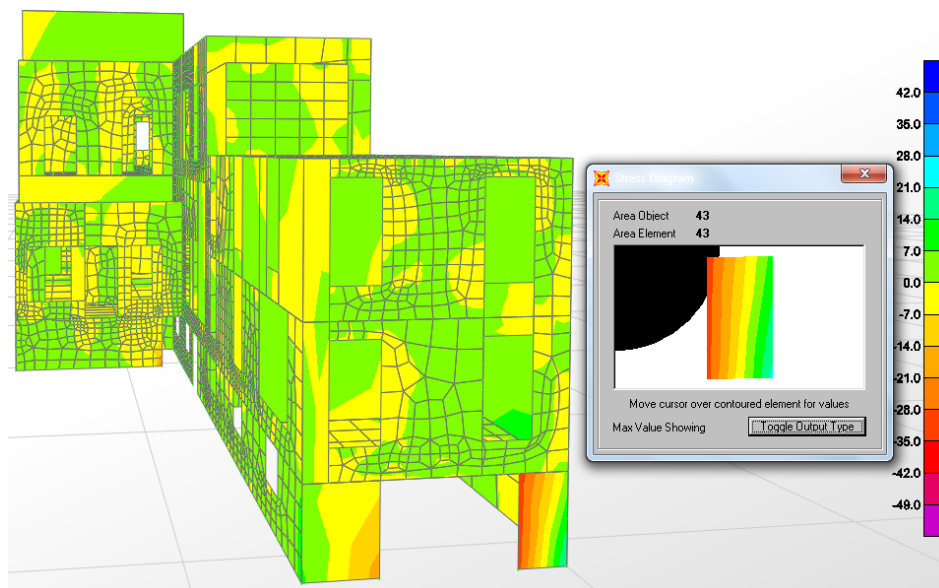 Stress Diagram
Area Object 43
Area Element 43
Move cursor over contoured element for values
Max Value Showing Toggle Output Type
42.0
35.0
28.0
21.0
14.0
7.0
0.0
-7.0
-14.0
-21.0
-28.0
-35.0
-42.0
-49.0